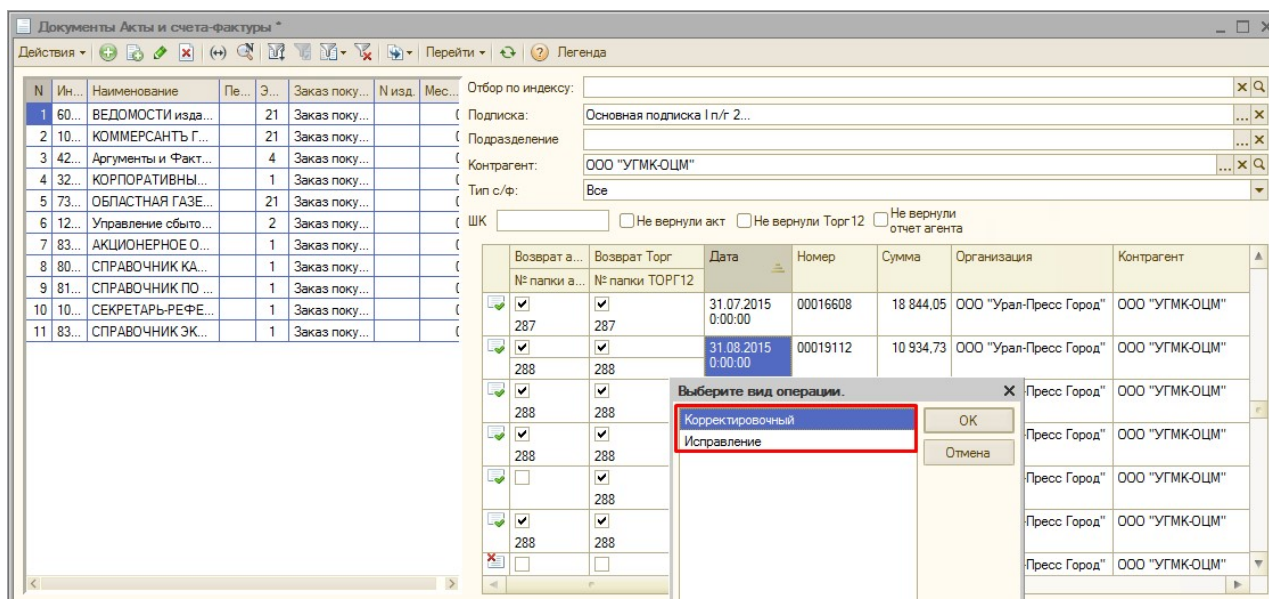 Документы Акты и счета-фактуры *
Действия Перейти Легенда
N Ин... Наименование Пе... Э... Заказ поку... N изд. Мес...
1 60... ВЕДОМОСТИ изда... 21 Заказ поку...
2 10... КОММЕРСАНТЪ Г... 21 Заказ поку...
3 42... Аргументы и Факт... 4 Заказ поку...
4 32... КОРПОРАТИВНЫ... 1 Заказ поку...
5 73... ОБЛАСТНАЯ ГАЗЕ... 21 Заказ поку...
6 12... Управление сбыто... 2 Заказ поку...
7 83... АКЦИОНЕРНОЕ О... 1 Заказ поку...
8 80... СПРАВОЧНИК КА... 1 Заказ поку...
9 81... СПРАВОЧНИК ПО ... 1 Заказ поку...
10 10... СЕКРЕТАРЬ-РЕФЕ... 1 Заказ поку...
11 83... СПРАВОЧНИК ЭК... 1 Заказ поку...
Отбор по индексу:
Подписка: Основная подписка I п/г 2...
Подразделение
Контрагент: ООО "УГМК-ОЦМ"
Тип с/ф: Все
ШК Не вернули акт Не вернули Торг12 Не вернули
отчет агента
Возврат а... Возврат Торг Дата Номер Сумма Организация Контрагент
№ папки а... № папки ТОРГ12
31.07.2015 00016608 18 844,05 ООО "Урал-Пресс Город" ООО "УГМК-ОЦМ"
287 287 0:00:00
31.08.2015 00019112 10 934,73 ООО "Урал-Пресс Город" ООО "УГМК-ОЦМ"
288 288 0:00:00
Выберите вид операции.
Корректировочный OK
Исправление
Отмена
-Пресс Город" ООО "УГМК-ОЦМ"
288 288
-Пресс Город" ООО "УГМК-ОЦМ"
288 288
-Пресс Город" ООО "УГМК-ОЦМ"
288
-Пресс Город" ООО "УГМК-ОЦМ"
288 288
-Пресс Город" ООО "УГМК-ОЦМ"